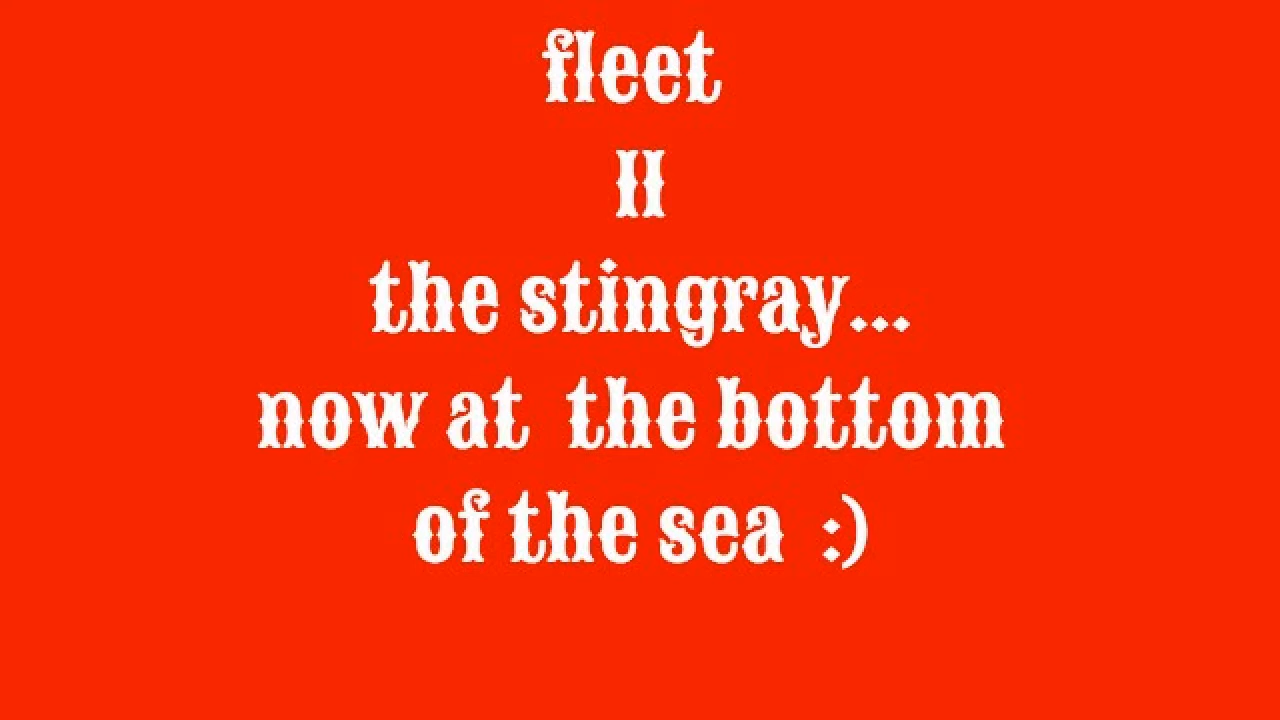 fleet
II
the stingray...
now at  the bottom
of the sea  :)